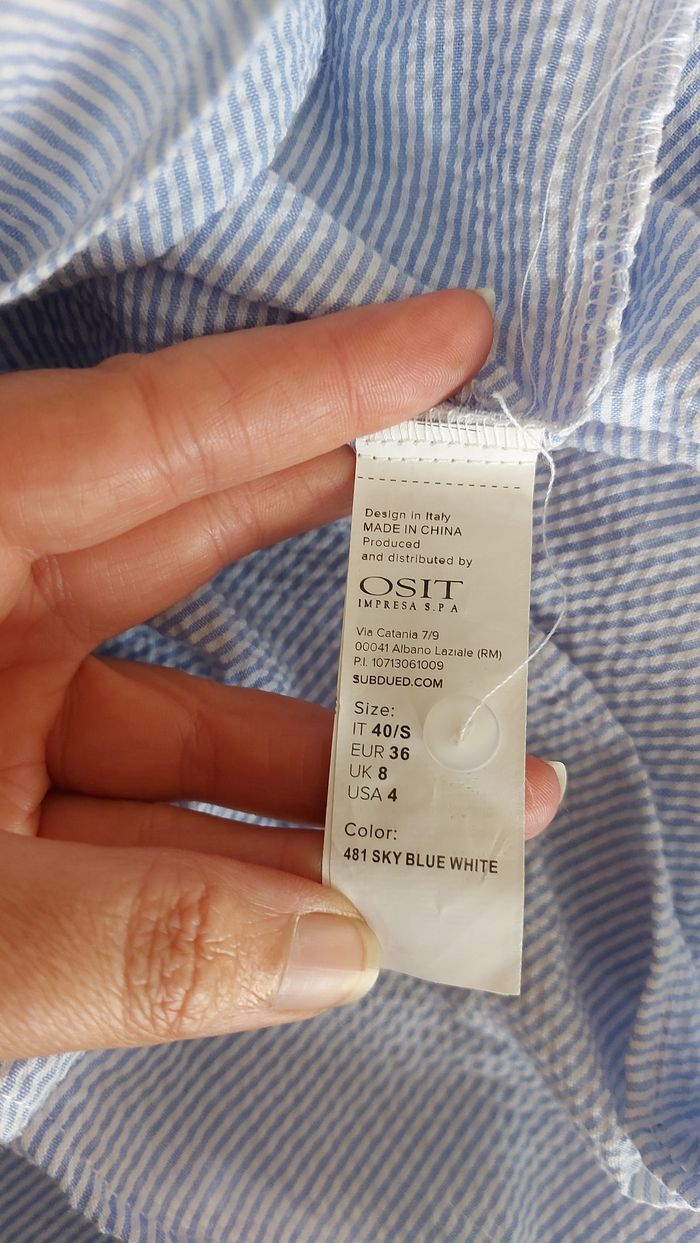 Design in Italy
MADE IN CHINA
Produced
and distributed by
OSIT
IMPRESA S.P A
Via Catania 7/9
00041 Albano Laziale (RM)
P.I. 10713061009
SUBDUED.COM
Size:
IT 40/S
EUR 36
UK 8
USA 4
Color:
481 SKY BLUE WHITE